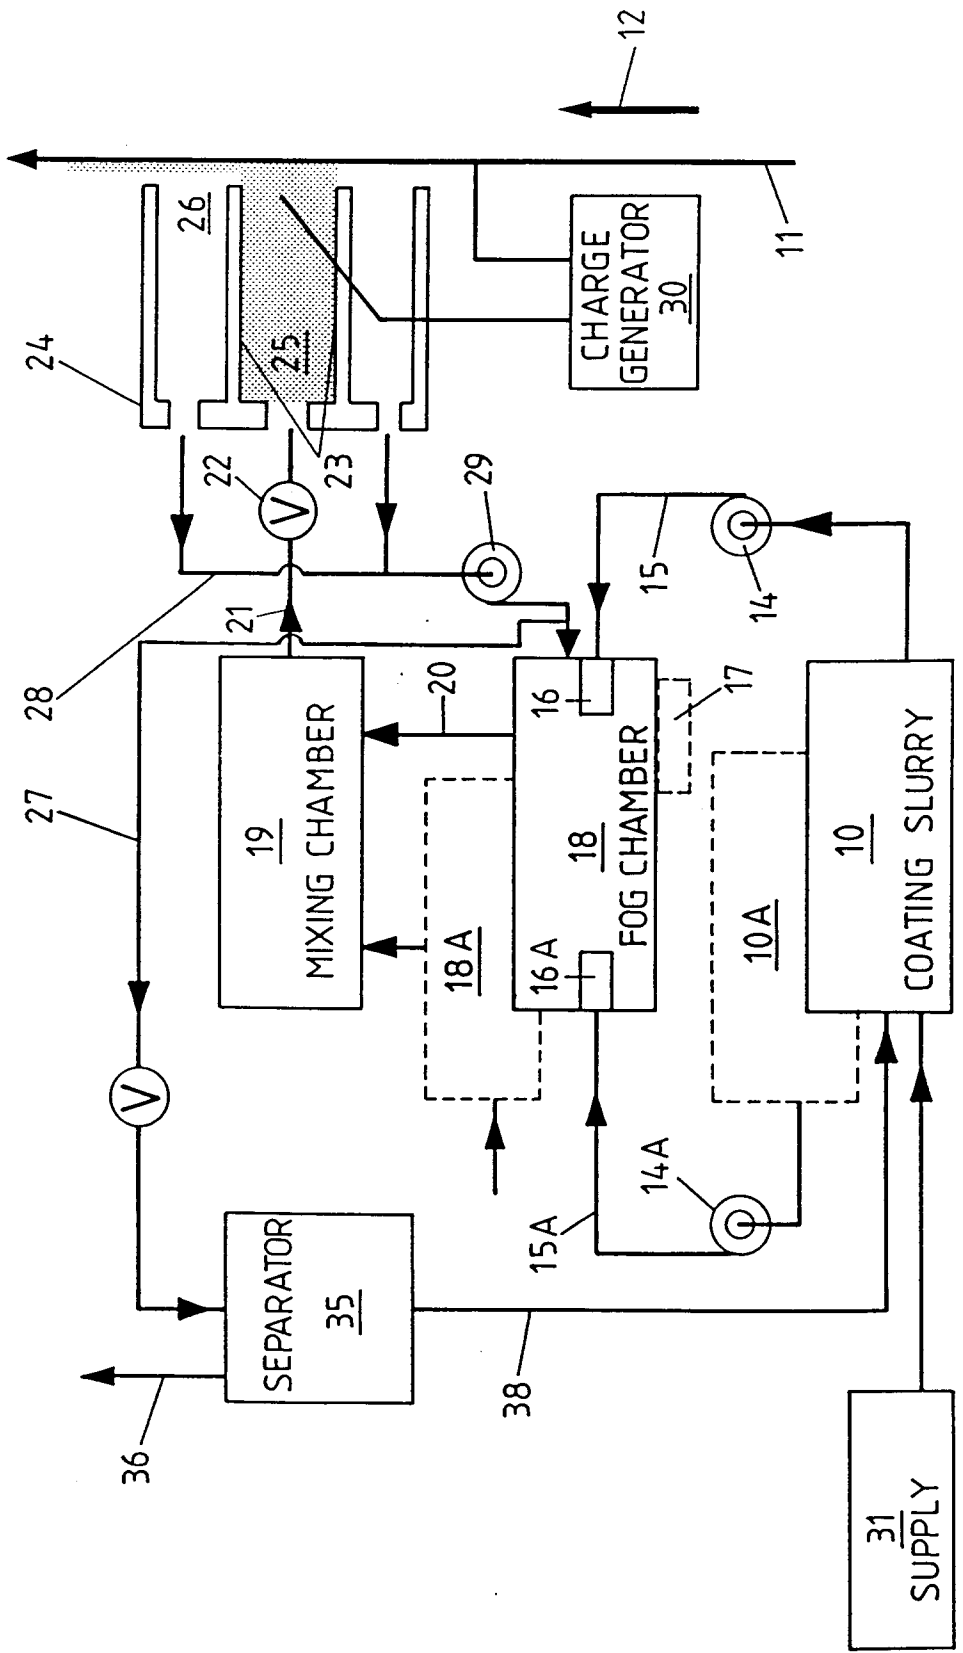 27
28
24
36
V
26
22
V
21
19
SEPARATOR
25
MIXING CHAMBER
35
23
20
18A
29
38
15A
16A
16
18
CHARGE
FOG CHAMBER
GENERATOR
12
14A
15
30
17
10A
14
11
10
31
COATING SLURRY
SUPPLY